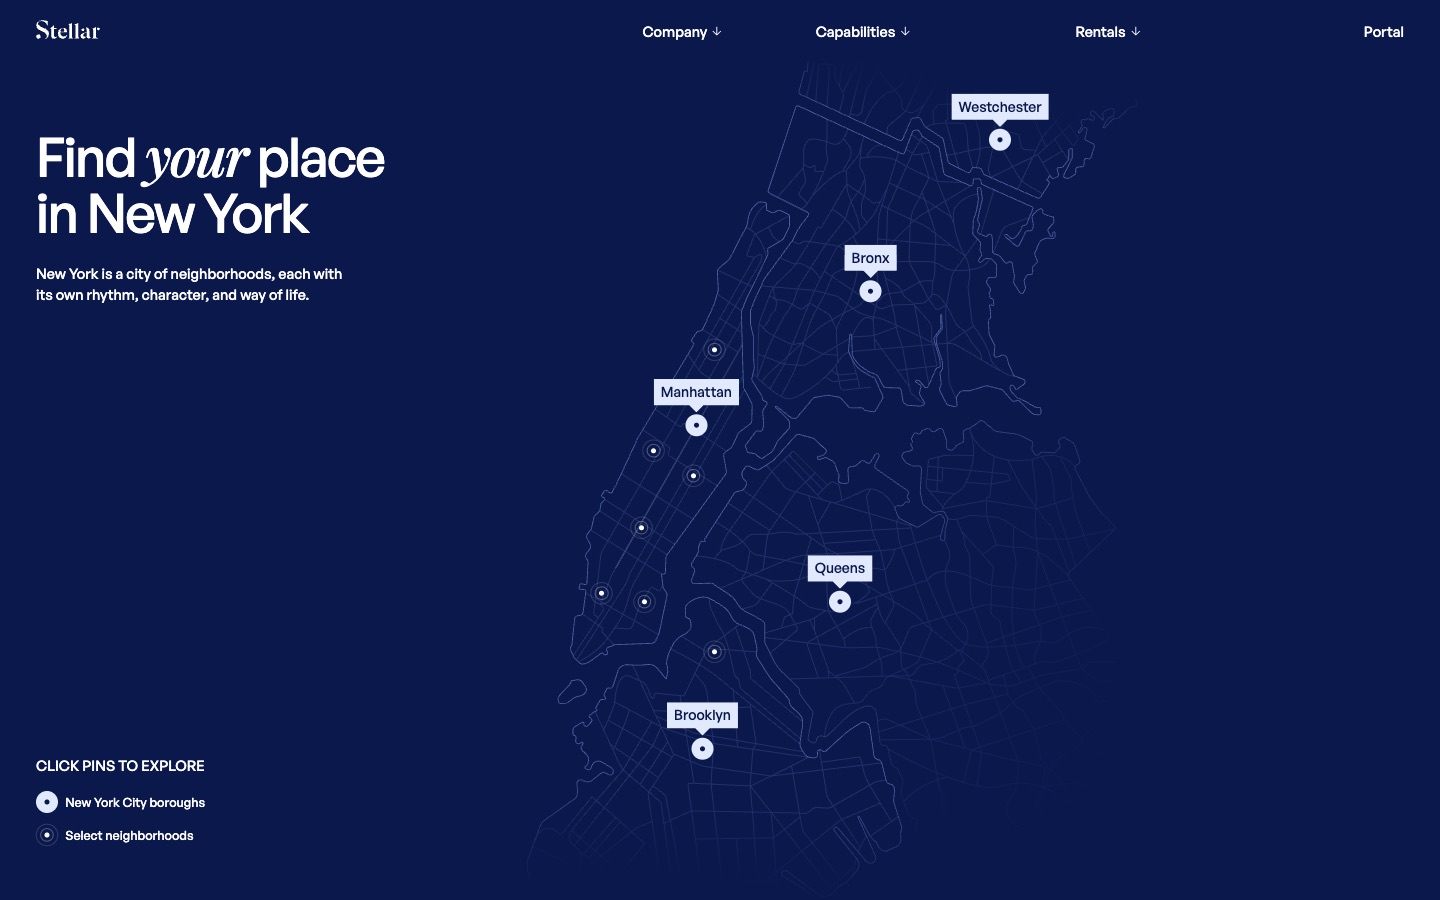 Stellar
Company ↓
Capabilities ↓
Rentals ↓
Portal
Find your place
in New York
New York is a city of neighborhoods, each with
its own rhythm, character, and way of life.
Westchester
Bronx
Manhattan
Queens
Brooklyn
CLICK PINS TO EXPLORE
New York City boroughs
Select neighborhoods